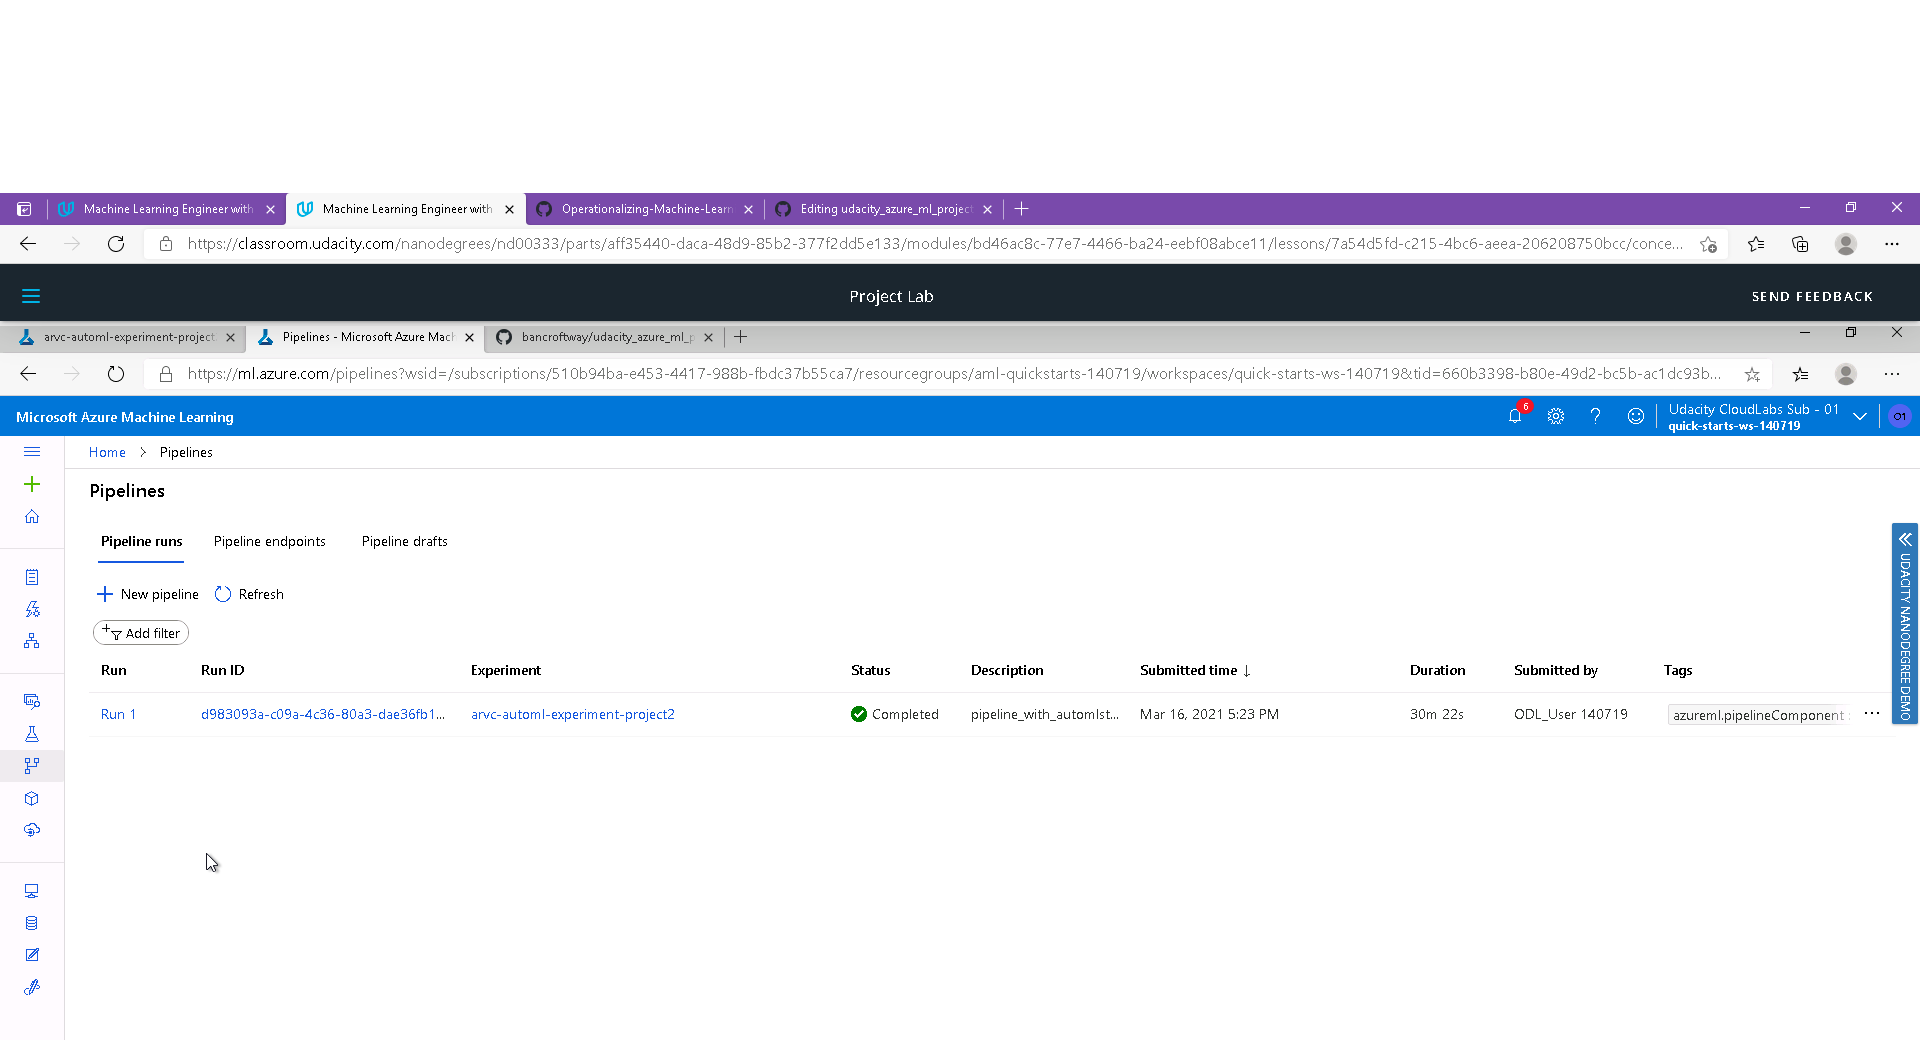 Machine Learning Engineer with
Machine Learning Engineer with
Operationalizing-Machine-Learn
Editing udacity_azure_ml_project
https://classroom.udacity.com/nanodegrees/nd00333/parts/aff35440-daca-48d9-85b2-377f2dd5e133/modules/bd46ac8c-77e7-4466-ba24-eebf08abce11/lessons/7a54d5fd-c215-4bc6-aeea-206208750bcc/conce...
Project Lab
SEND FEEDBACK
arvc-automl-experiment-project
Pipelines - Microsoft Azure Mach
bancroftway/udacity_azure_ml_p
https://ml.azure.com/pipelines?wsid=/subscriptions/510b94ba-e453-4417-988b-fbdc37b55ca7/resourcegroups/aml-quickstarts-140719/workspaces/quick-starts-ws-140719&tid=660b3398-b80e-49d2-bc5b-ac1dc93b...
Microsoft Azure Machine Learning
6
?
Udacity CloudLabs Sub - 01
quick-starts-ws-140719
01
Home > Pipelines
Pipelines
Pipeline runs Pipeline endpoints Pipeline drafts
New pipeline Refresh
Add filter
Run Run ID Experiment Status Description Submitted time ↓ Duration Submitted by Tags
Run 1 d983093a-c09a-4c36-80a3-dae36fb1... arvc-automl-experiment-project2 Completed pipeline_with_automlst... Mar 16, 2021 5:23 PM 30m 22s ODL_User 140719 azureml.pipelineComponent ...
UDACITY NANODEGREE DEMO